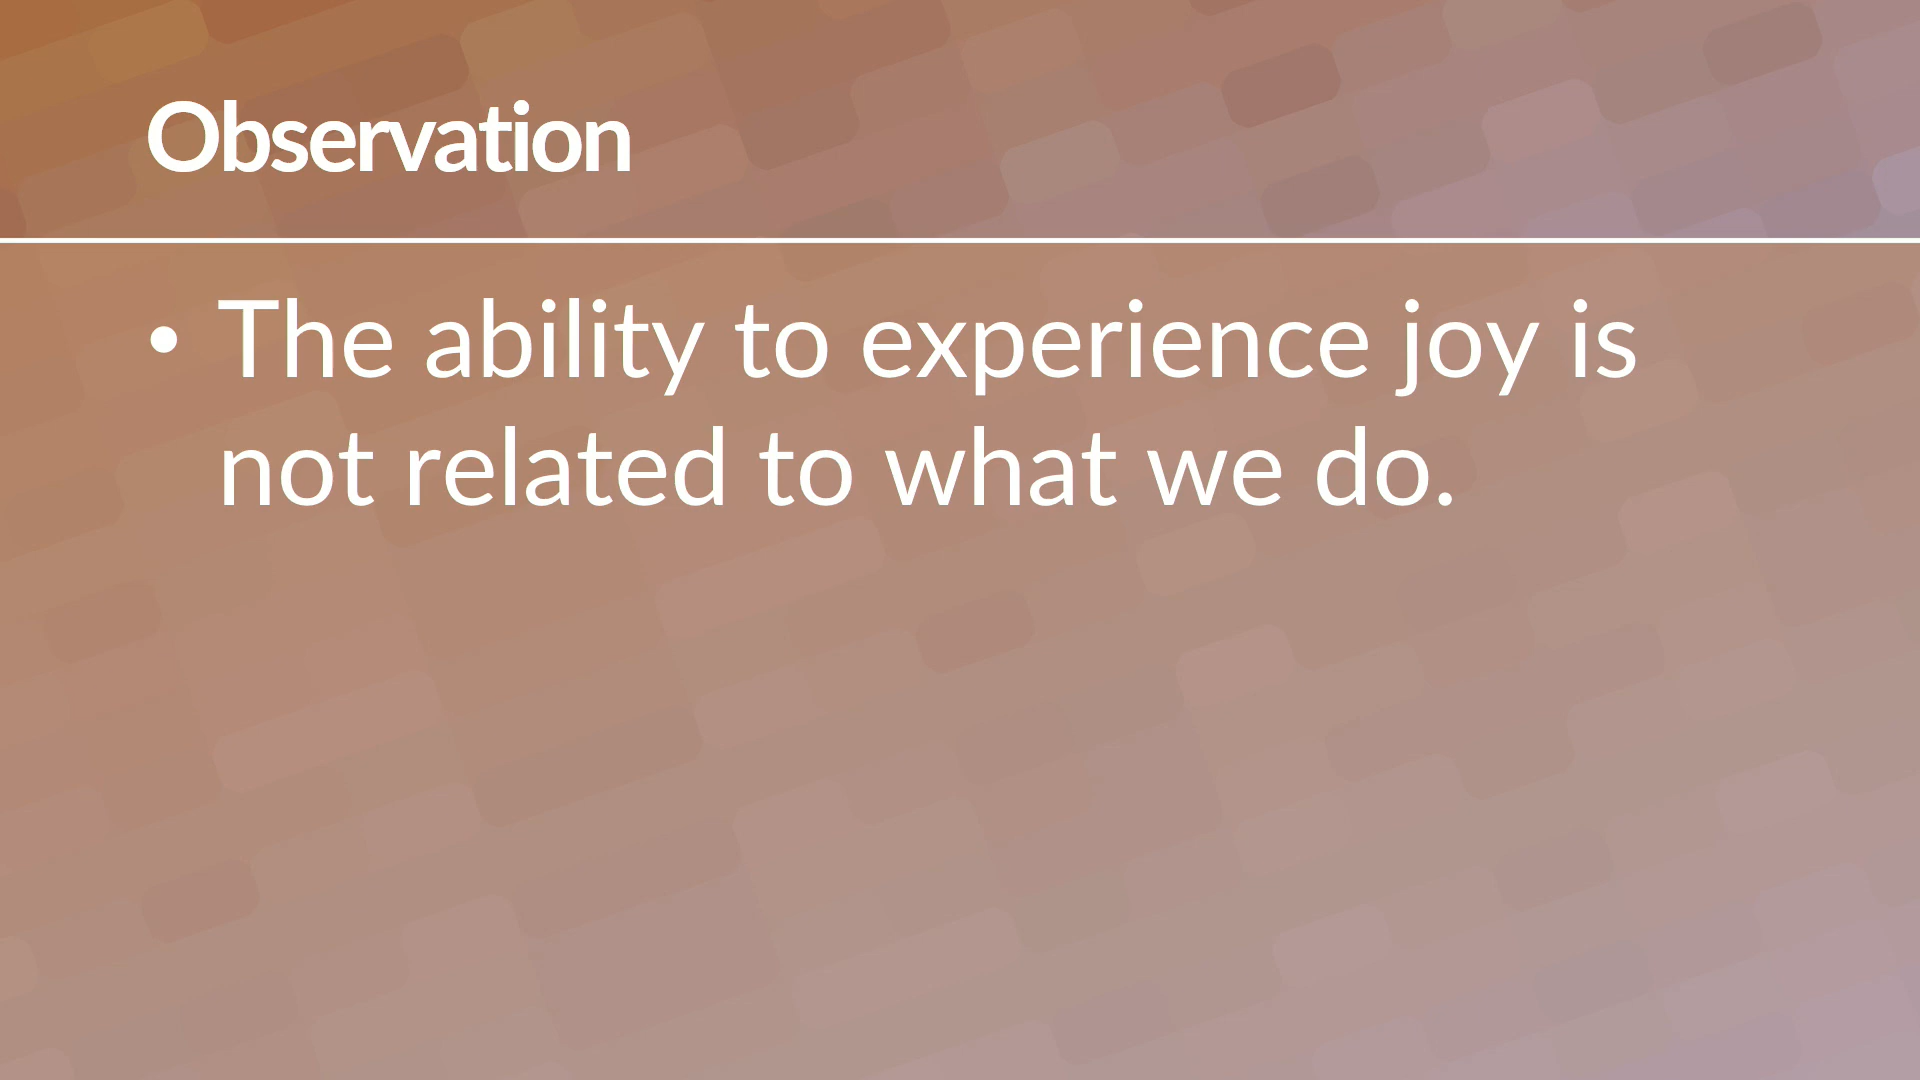 Observation
• The ability to experience joy is
not related to what we do.